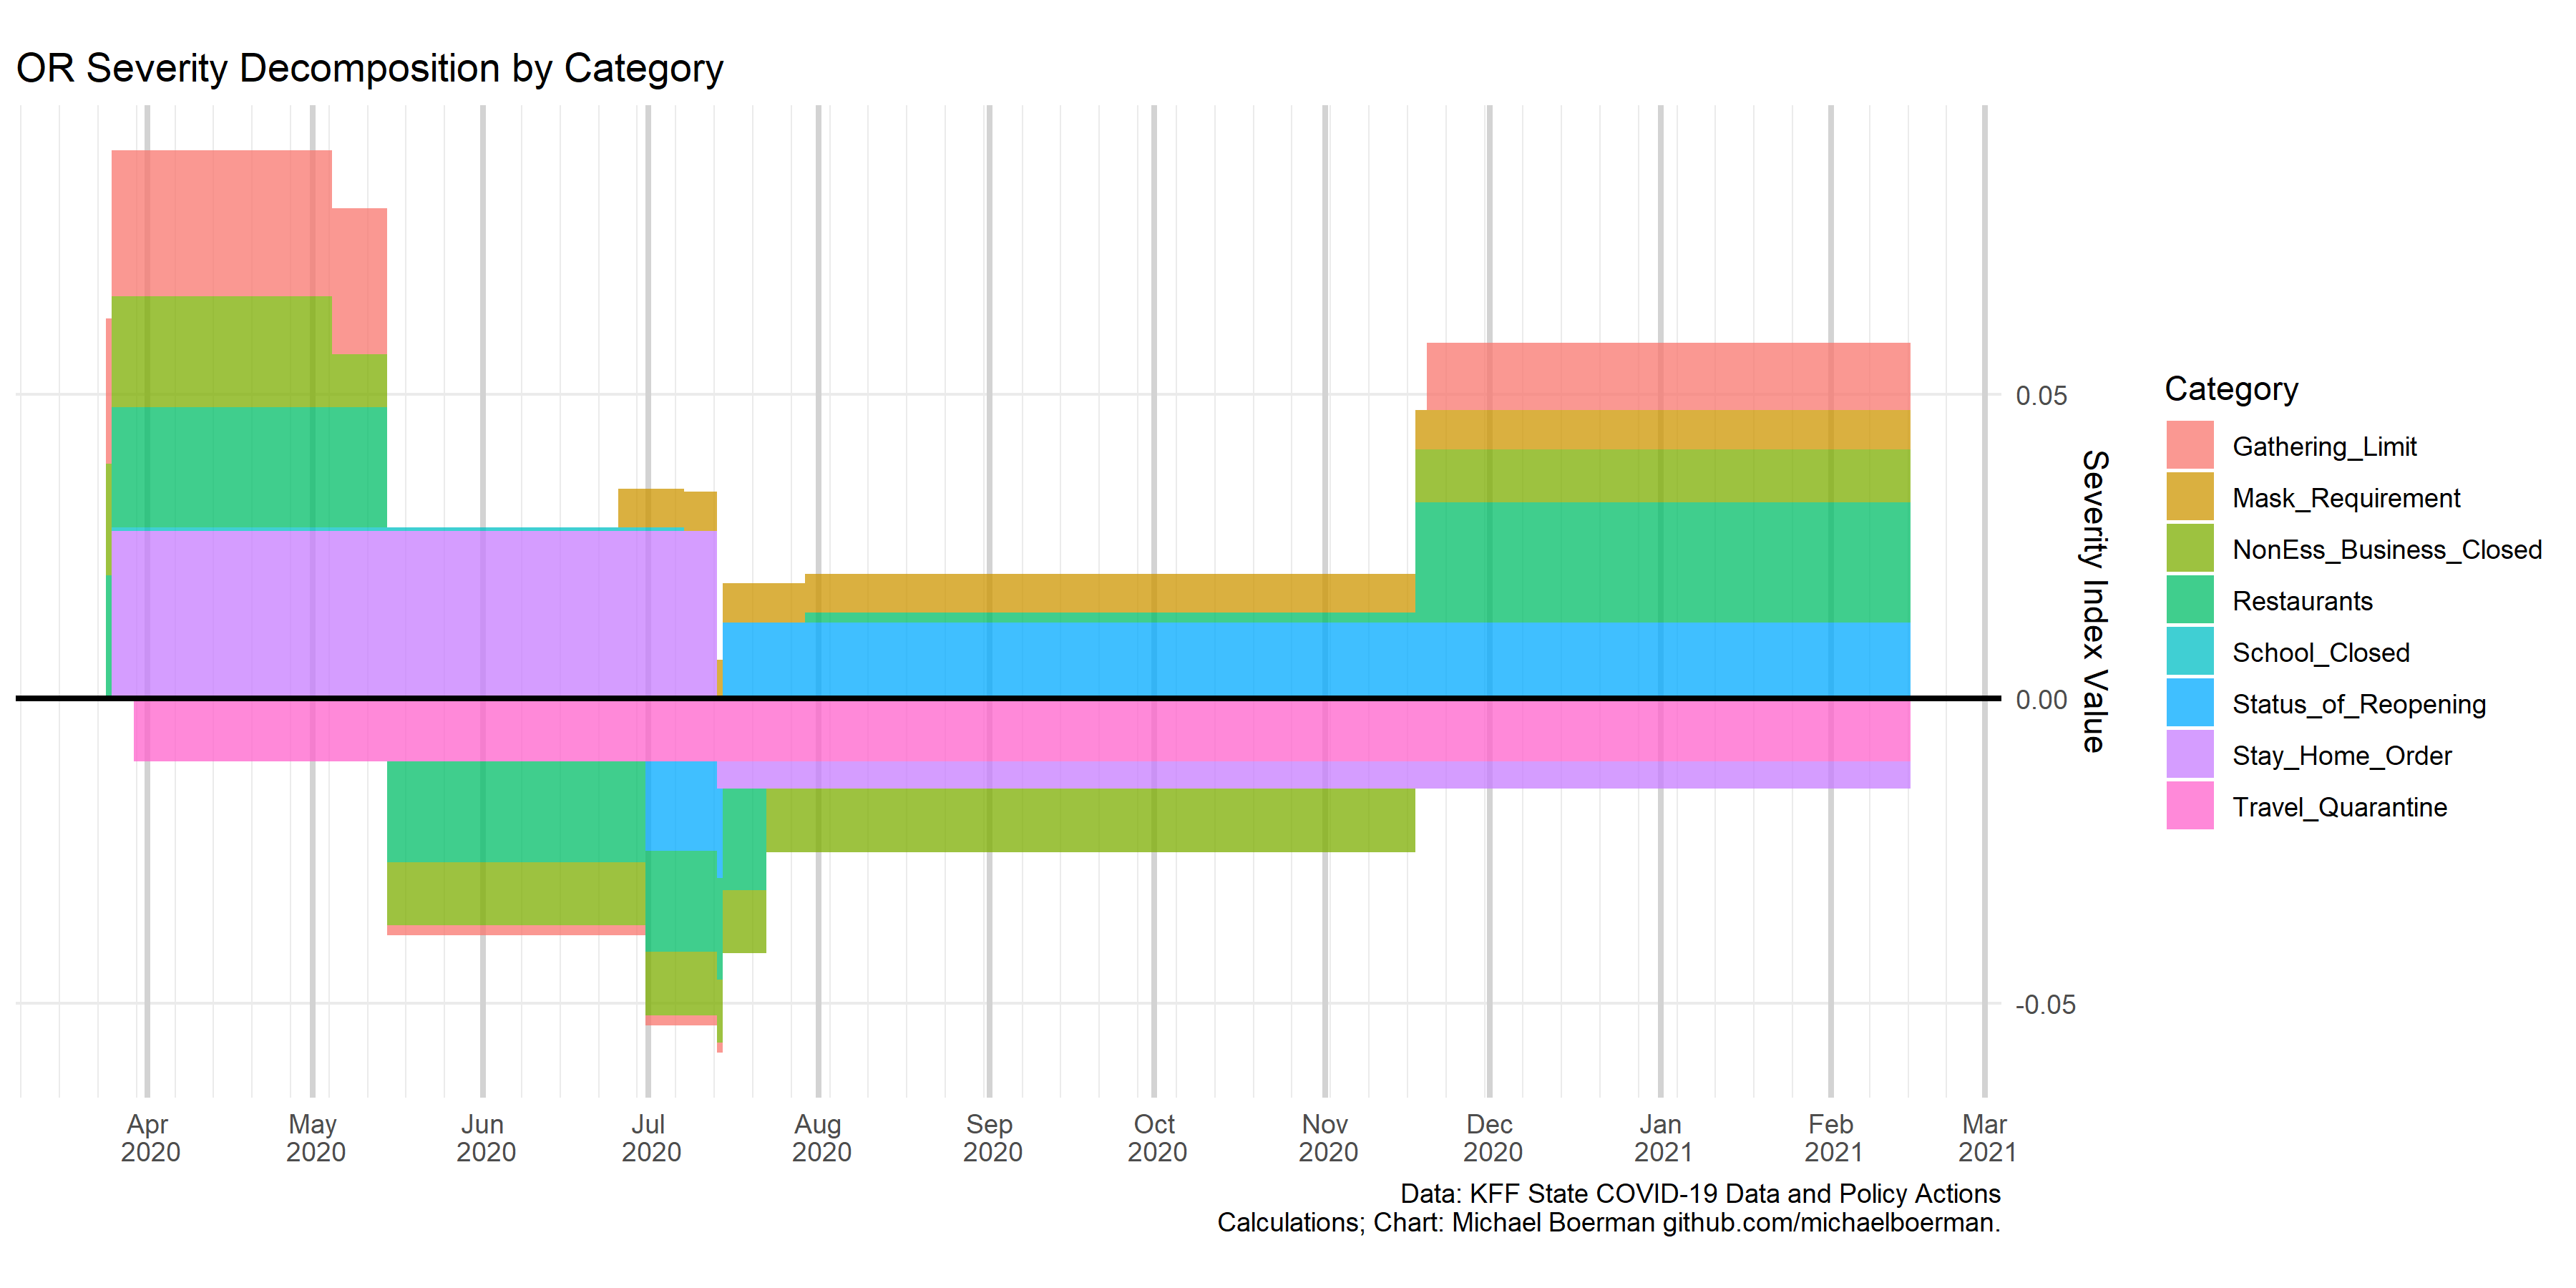 OR Severity Decomposition by Category
0.05
0.00
-0.05
Severity Index Value
Category
Gathering_Limit
Mask_Requirement
NonEss_Business_Closed
Restaurants
School_Closed
Status_of_Reopening
Stay_Home_Order
Travel_Quarantine
Apr May Jun Jul Aug Sep Oct Nov Dec Jan Feb Mar
2020 2020 2020 2020 2020 2020 2020 2020 2020 2021 2021 2021
Data: KFF State COVID-19 Data and Policy Actions
Calculations; Chart: Michael Boerman github.com/michaelboerman.